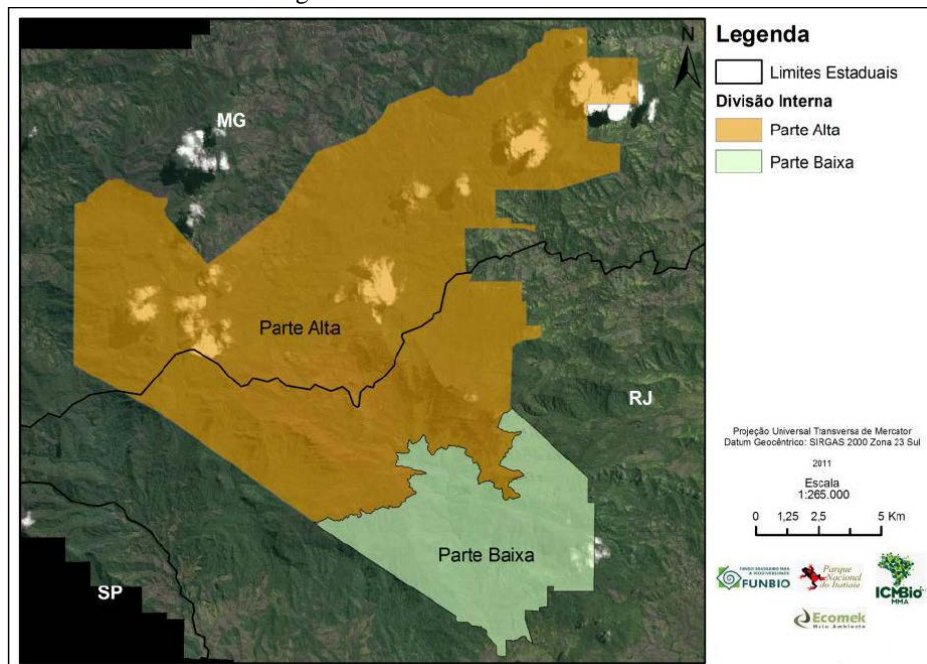 MG
N
Parte Alta
RJ
Parte Baixa
SP
Legenda
Limites Estaduais
Divisão Interna
Parte Alta
Parte Baixa
Projeção Universal Transversa de Mercator
Datum Geocêntrico: SIRGAS 2000 Zona 23 Sul
2011
Escala
1:265.000
0 1,25 2,5 5 Km
FUNBIO
Parque
Nacional
do Itatiaia
ICMBio
MMA
Ecomek
Meio Ambiente